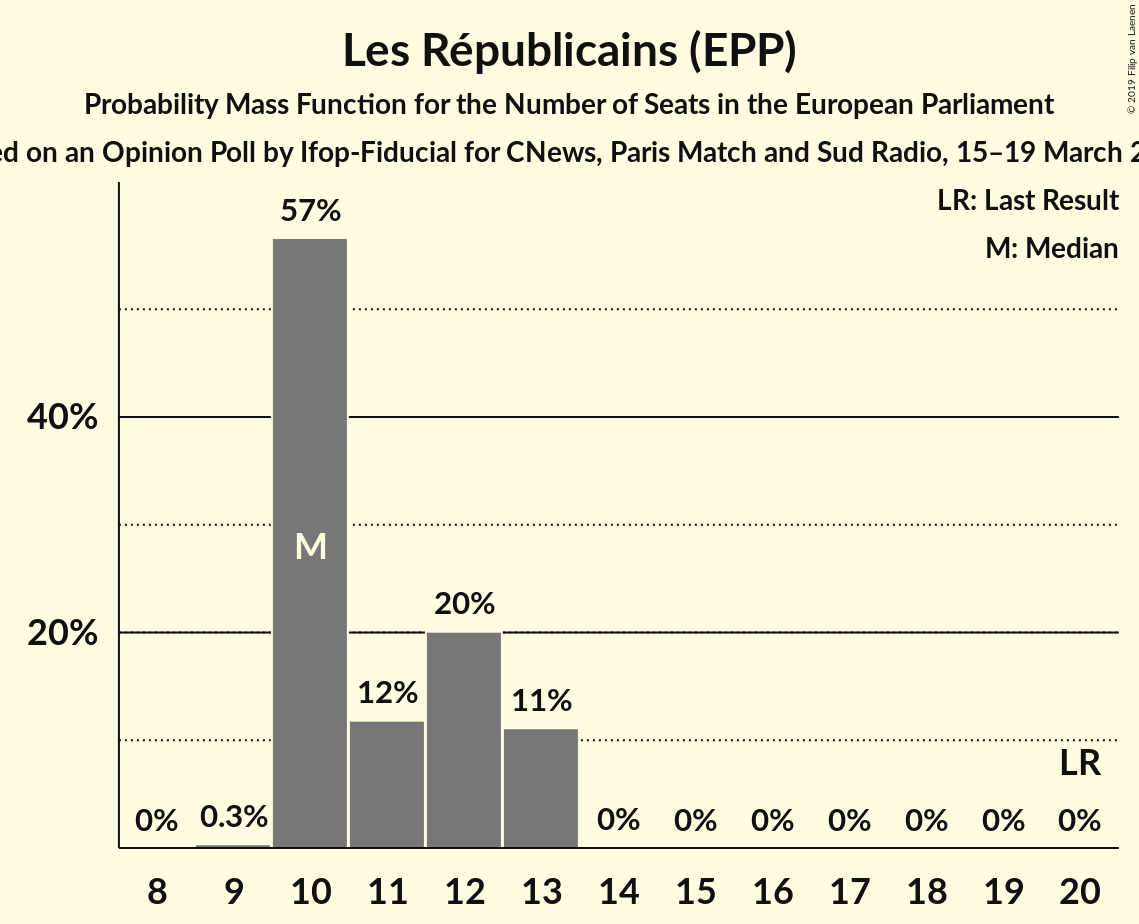 Les Républicains (EPP)
Probability Mass Function for the Number of Seats in the European Parliament
on an Opinion Poll by Ifop-Fiducial for CNews, Paris Match and Sud Radio, 15–19 March
© 2019 Filip van Laenen
LR: Last Result
M: Median
57%
40%
M
20%
20%
12%
11%
LR
0%
0.3%
0%
0%
0%
0%
0%
0%
0%
8 9 10 11 12 13 14 15 16 17 18 19 20